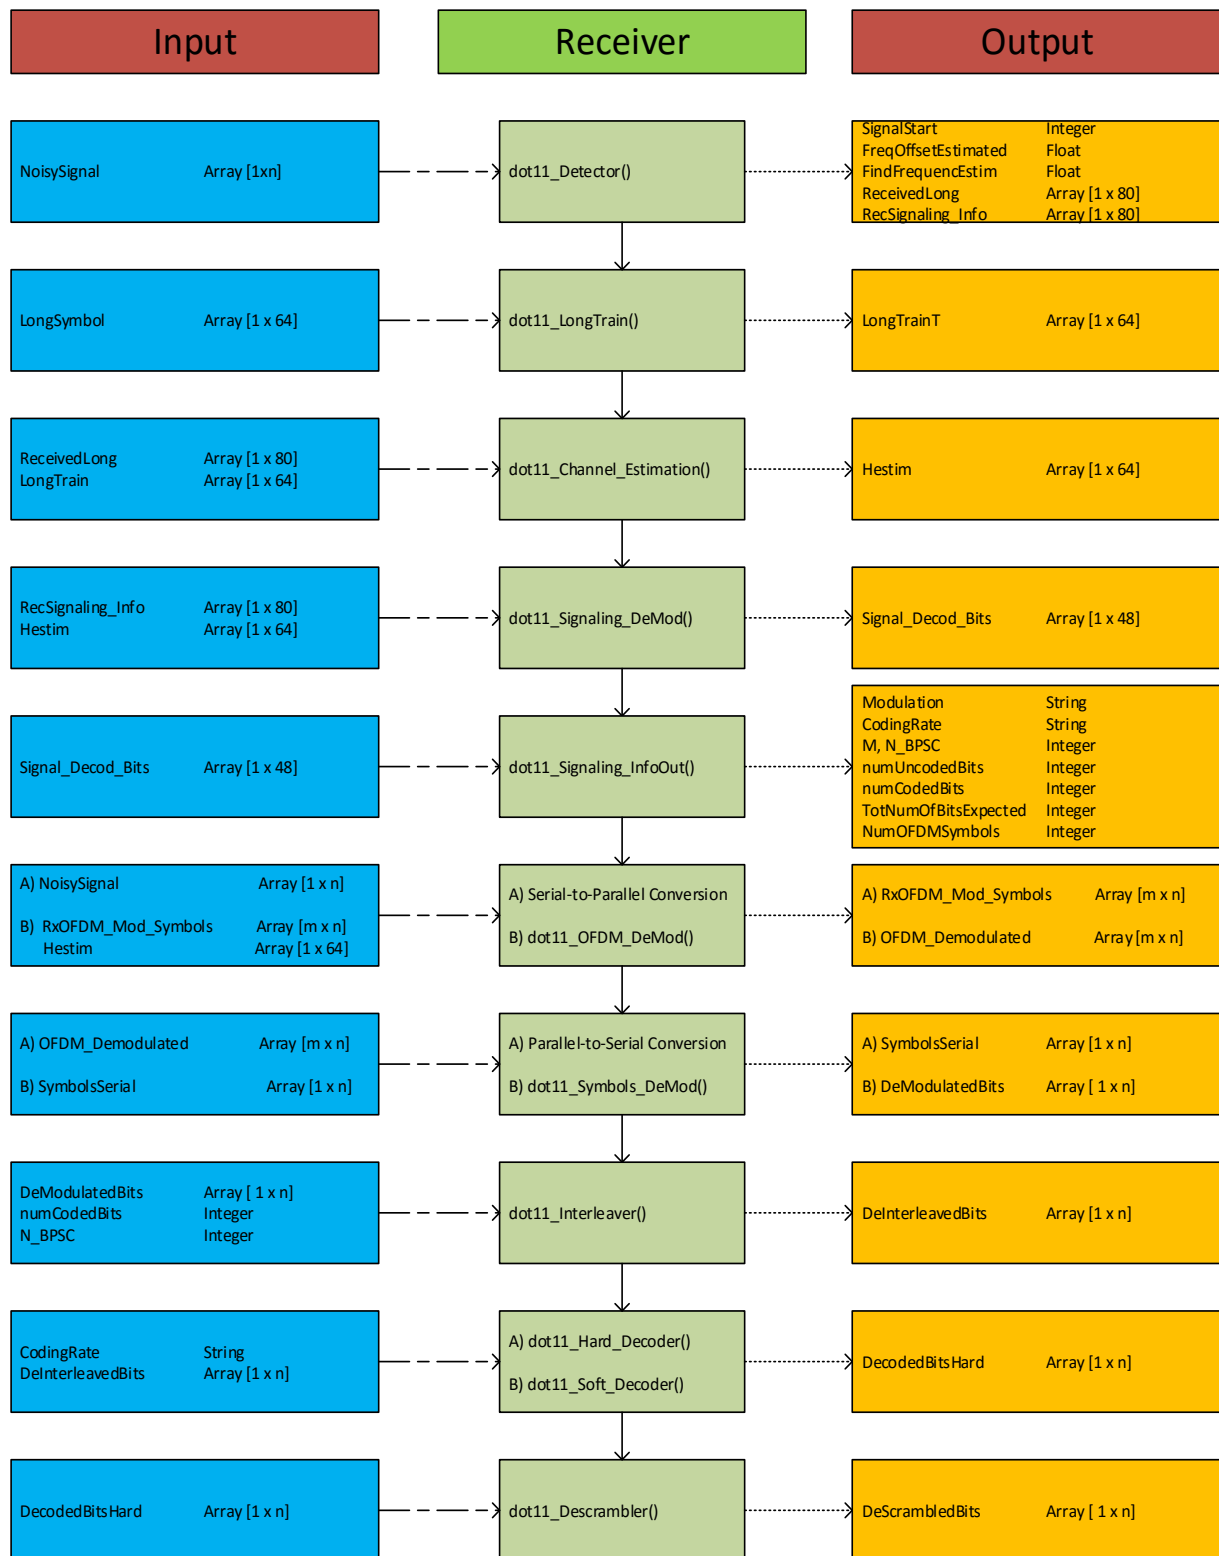 Input Receiver Output
NoisySignal Array [1xn]
dot11_Detector()
SignalStart Integer
FreqOffsetEstimated Float
FindFrequencEstim Float
ReceivedLong Array [1 x 80]
RecSignaling_Info Array [1 x 80]
LongSymbol Array [1 x 64]
dot11_LongTrain()
LongTrainT Array [1 x 64]
ReceivedLong Array [1 x 80]
LongTrain Array [1 x 64]
dot11_Channel_Estimation()
Hestim Array [1 x 64]
RecSignaling_Info Array [1 x 80]
Hestim Array [1 x 64]
dot11_Signaling_DeMod()
Signal_Decod_Bits Array [1 x 48]
Signal_Decod_Bits Array [1 x 48]
dot11_Signaling_InfoOut()
Modulation String
CodingRate String
M, N_BPSC Integer
numUncodedBits Integer
numCodedBits Integer
TotNumOfBitsExpected Integer
NumOFDMSymbols Integer
A) NoisySignal Array [1 x n]
B) RxOFDM_Mod_Symbols Array [m x n]
Hestim Array [1 x 64]
A) Serial-to-Parallel Conversion
B) dot11_OFDM_DeMod()
A) RxOFDM_Mod_Symbols Array [m x n]
B) OFDM_Demodulated Array [m x n]
A) OFDM_Demodulated Array [m x n]
B) SymbolsSerial Array [1 x n]
A) Parallel-to-Serial Conversion
B) dot11_Symbols_DeMod()
A) SymbolsSerial Array [1 x n]
B) DeModulatedBits Array [ 1 x n]
DeModulatedBits Array [ 1 x n]
numCodedBits Integer
N_BPSC Integer
dot11_Interleaver()
DeInterleavedBits Array [1 x n]
CodingRate String
DeInterleavedBits Array [1 x n]
A) dot11_Hard_Decoder()
B) dot11_Soft_Decoder()
DecodedBitsHard Array [1 x n]
DecodedBitsHard Array [1 x n]
dot11_Descrambler()
DeScrambledBits Array [ 1 x n]